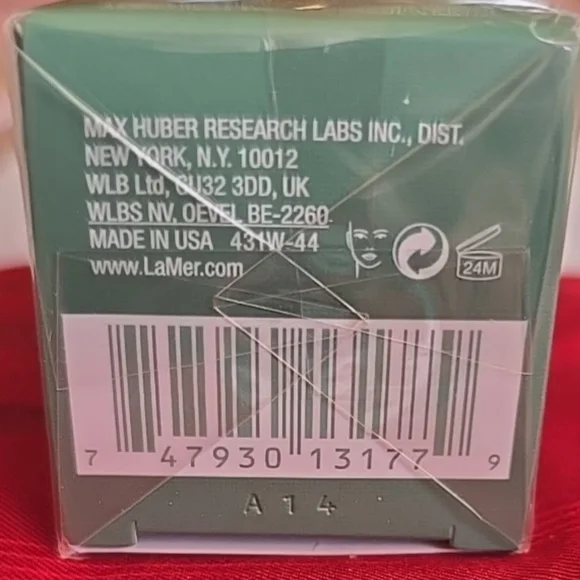 MAX HUBER RESEARCH LABS INC., DIST.
NEW YORK, N.Y. 10012
WLB Ltd, GU32 3DD, UK
WLBS NV. OEVEL BE-2260
MADE IN USA 431W-44
www.LaMer.com
24M
7 47930 13177 9
A14